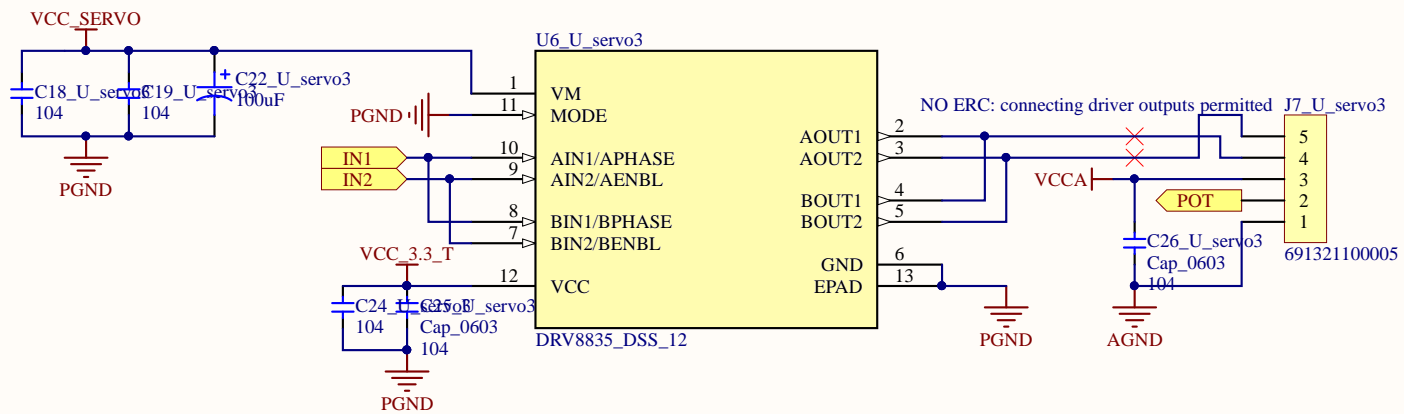 VCC_SERVO
C18_U_servo3
104
C19_U_servo3
104
C22_U_servo3
100uF
PGND
U6_U_servo3
1 VM
PGND 11 MODE
IN1 10 AIN1/APHASE
IN2 9 AIN2/AENBL
8 BIN1/BPHASE
7 BIN2/BENBL
VCC_3.3_T
12 VCC
C24_U_servo3
104
C25_U_servo3
Cap_0603
104
PGND
AOUT1 2
AOUT2 3
BOUT1 4
BOUT2 5
GND 6
EPAD 13
DRV8835_DSS_12
PGND
NO ERC: connecting driver outputs permitted
J7_U_servo3
5
4
VCCA 3
POT 2
1
691321100005
C26_U_servo3
Cap_0603
104
AGND